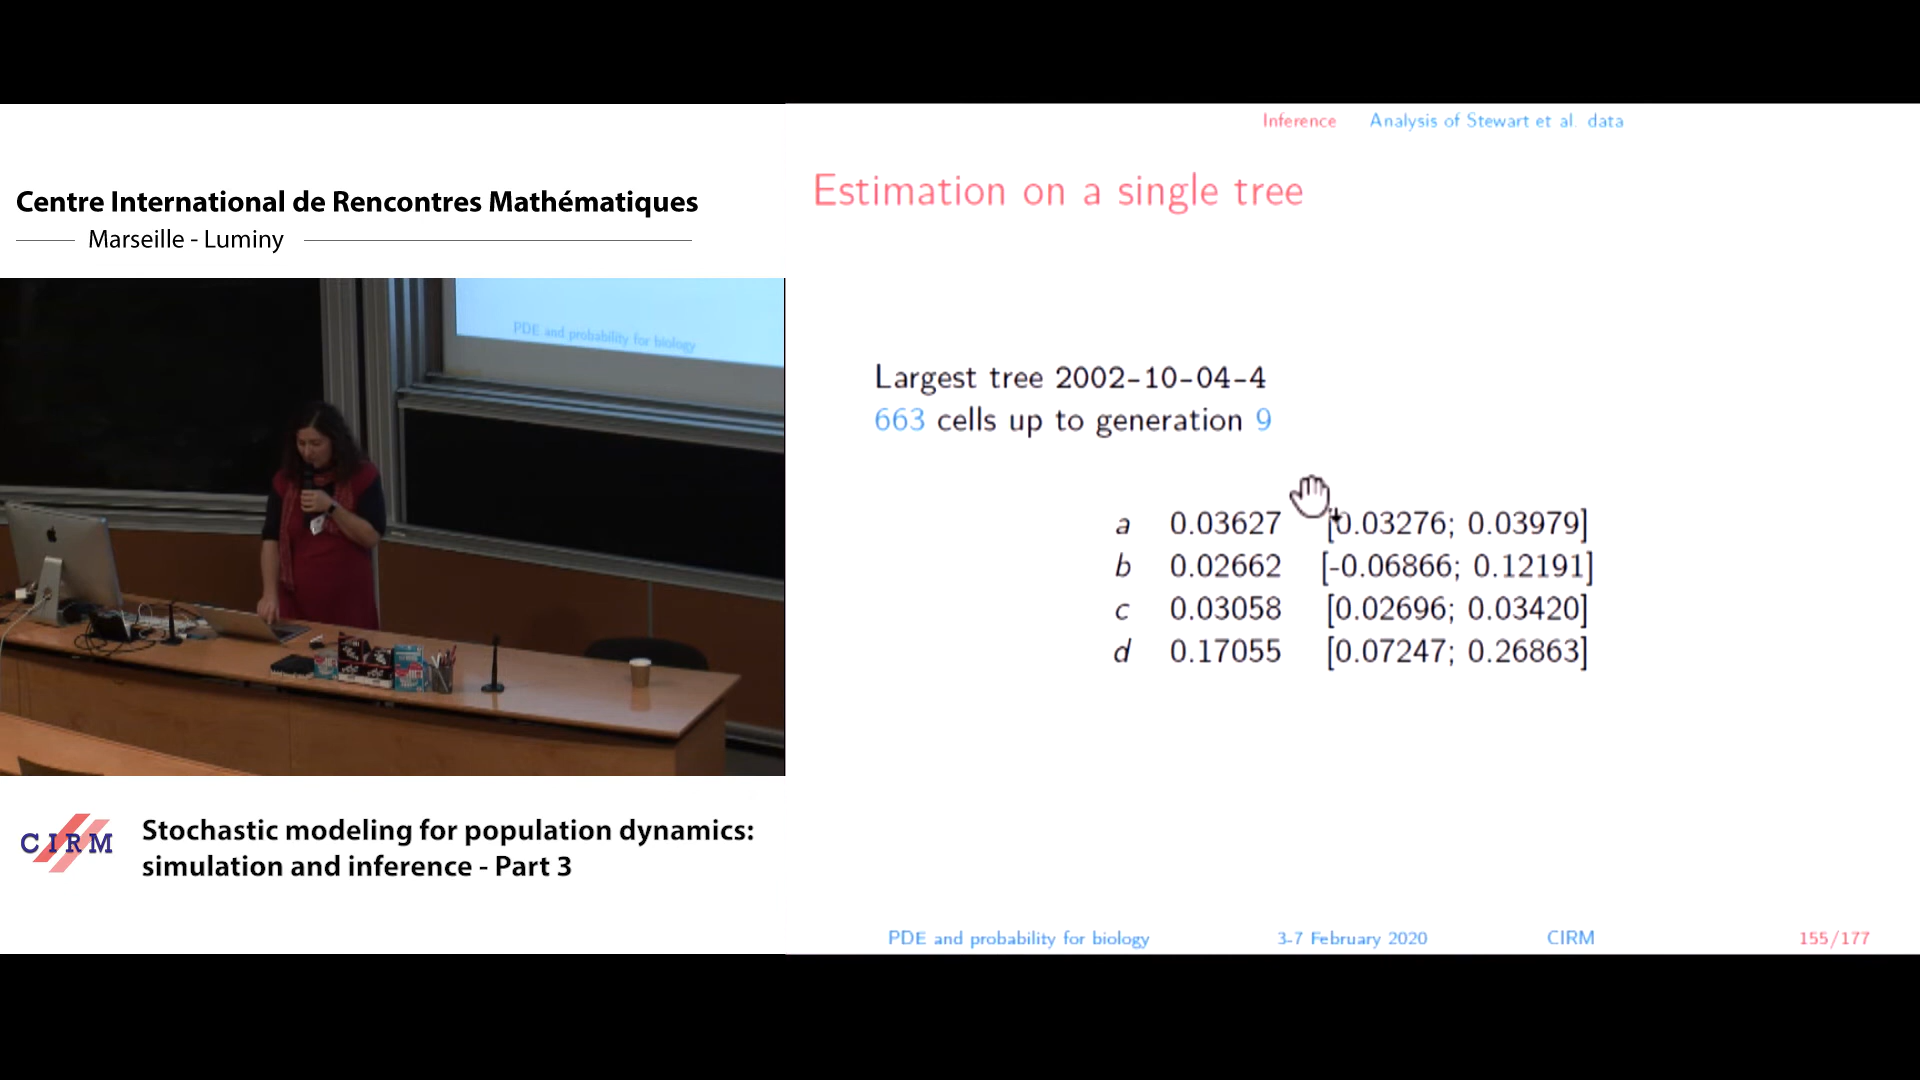 Centre International de Rencontres Mathématiques
Marseille - Luminy
PDE and probability for biology
CIRM
Stochastic modeling for population dynamics:
simulation and inference - Part 3
Inference Analysis of Stewart et al. data
Estimation on a single tree
Largest tree 2002-10-04-4
663 cells up to generation 9
a 0.03627 [0.03276; 0.03979]
b 0.02662 [-0.06866; 0.12191]
c 0.03058 [0.02696; 0.03420]
d 0.17055 [0.07247; 0.26863]
PDE and probability for biology 3-7 February 2020 CIRM 155/177